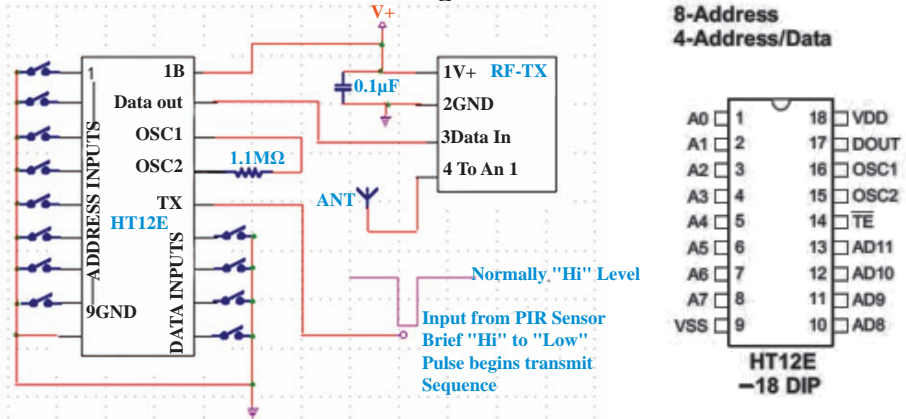 V+
1
1B
Data out
OSC1
OSC2
TX
HT12E
ADDRESS INPUTS
9GND
DATA INPUTS
1.1MΩ
0.1µF
1V+ RF-TX
2GND
3Data In
4 To An 1
ANT
Normally "Hi" Level
Input from PIR Sensor
Brief "Hi" to "Low"
Pulse begins transmit
Sequence
8-Address
4-Address/Data
A0 1 18 VDD
A1 2 17 DOUT
A2 3 16 OSC1
A3 4 15 OSC2
A4 5 14 T̅E̅
A5 6 13 AD11
A6 7 12 AD10
A7 8 11 AD9
VSS 9 10 AD8
HT12E
–18 DIP